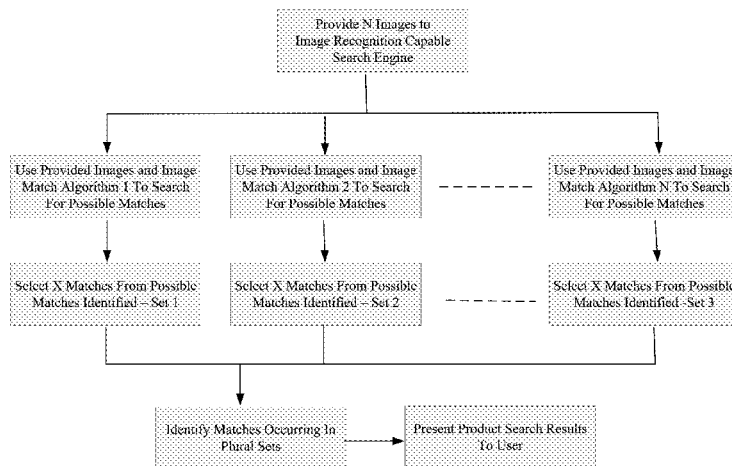 Provide N Images to
Image Recognition Capable
Search Engine
Use Provided Images and Image
Match Algorithm 1 To Search
For Possible Matches
Use Provided Images and Image
Match Algorithm 2 To Search
For Possible Matches
Use Provided Images and Image
Match Algorithm N To Search
For Possible Matches
Select X Matches From Possible
Matches Identified – Set 1
Select X Matches From Possible
Matches Identified – Set 2
Select X Matches From Possible
Matches Identified -Set 3
Identify Matches Occurring In
Plural Sets
Present Product Search Results
To User